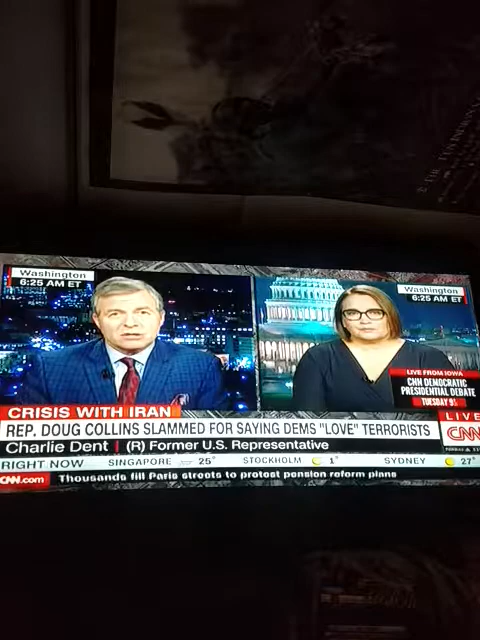 Washington
6:25 AM ET
Washington
6:25 AM ET
LIVE FROM IOWA
CNN DEMOCRATIC
PRESIDENTIAL DEBATE
CRISIS WITH IRAN
REP. DOUG COLLINS SLAMMED FOR SAYING DEMS "LOVE" TERRORISTS
Charlie Dent | (R) Former U.S. Representative
LIVE
CNN
RIGHT NOW SINGAPORE 25° STOCKHOLM 1° SYDNEY 27°
CNN.com Thousands fill Paris streets to protest pension reform plans